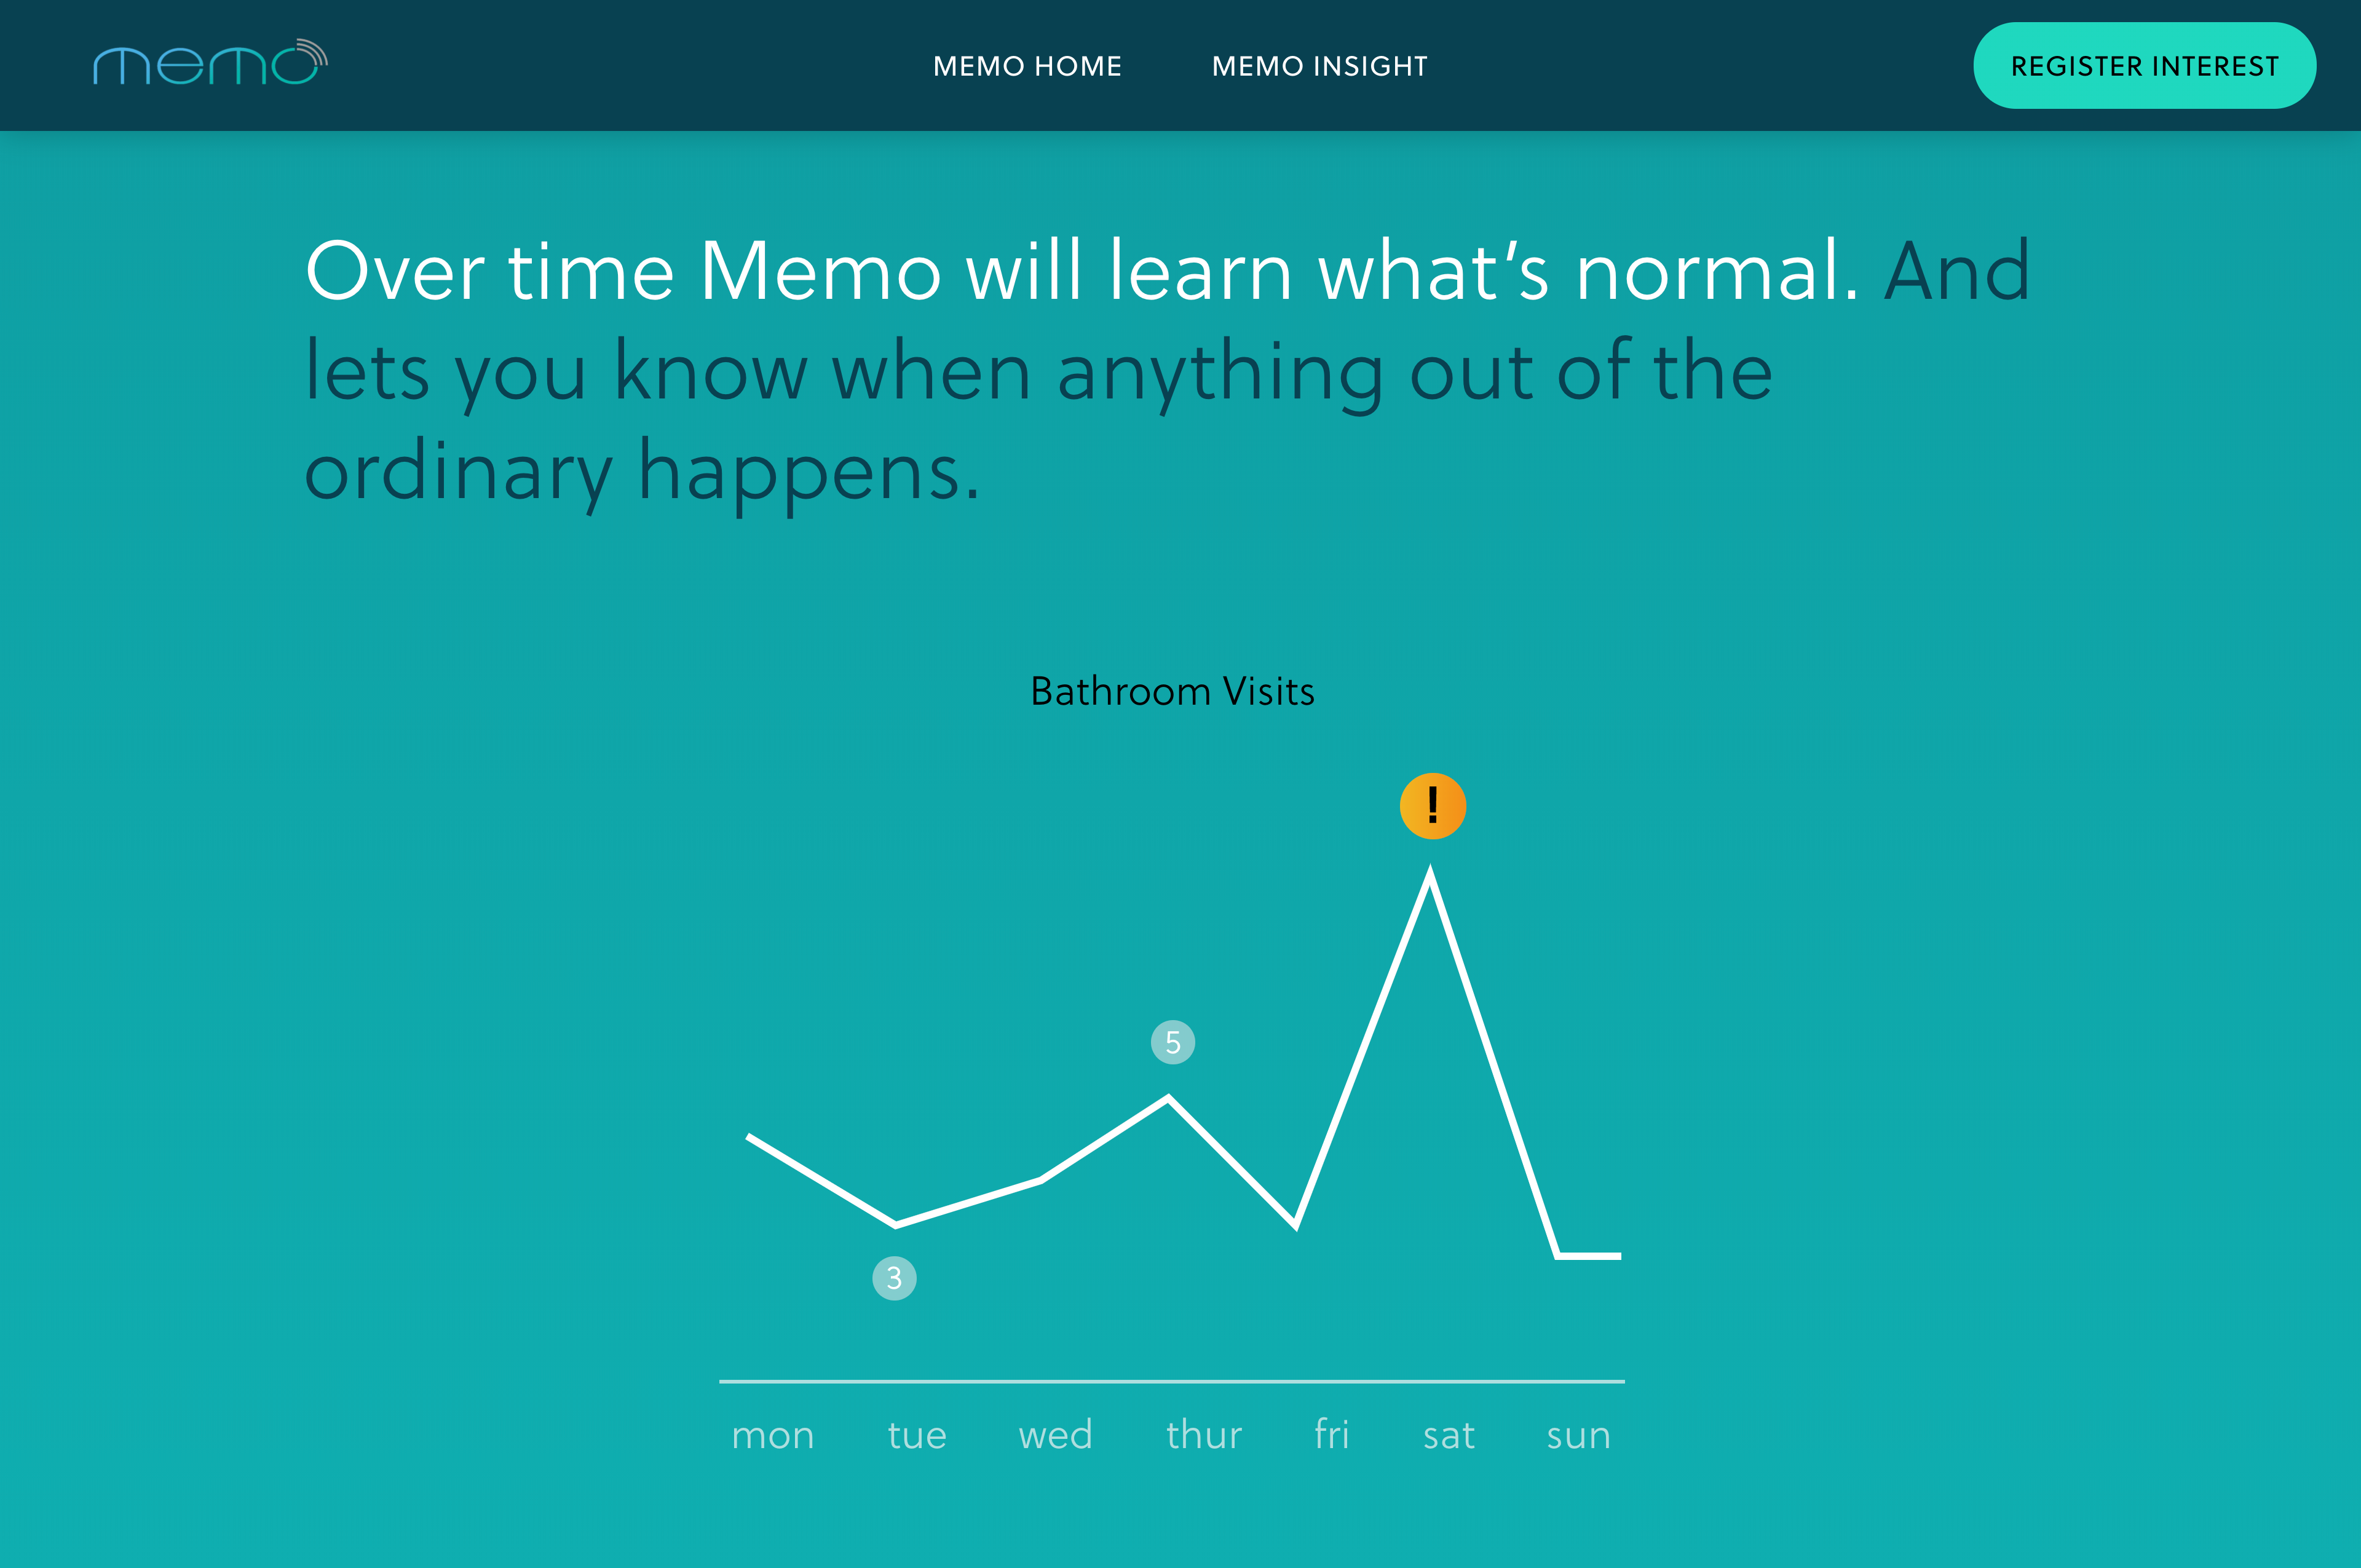 memo
MEMO HOME
MEMO INSIGHT
REGISTER INTEREST
Over time Memo will learn what’s normal. And
lets you know when anything out of the
ordinary happens.
Bathroom Visits
!
5
3
mon tue wed thur fri sat sun